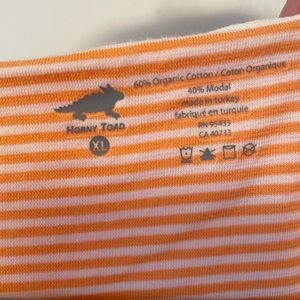 HORNY TOAD
XL
60% Organic Cotton / Coton Organique
40% Modal
made in turkey
fabriqué en turquie
RN 95433
CA 40733